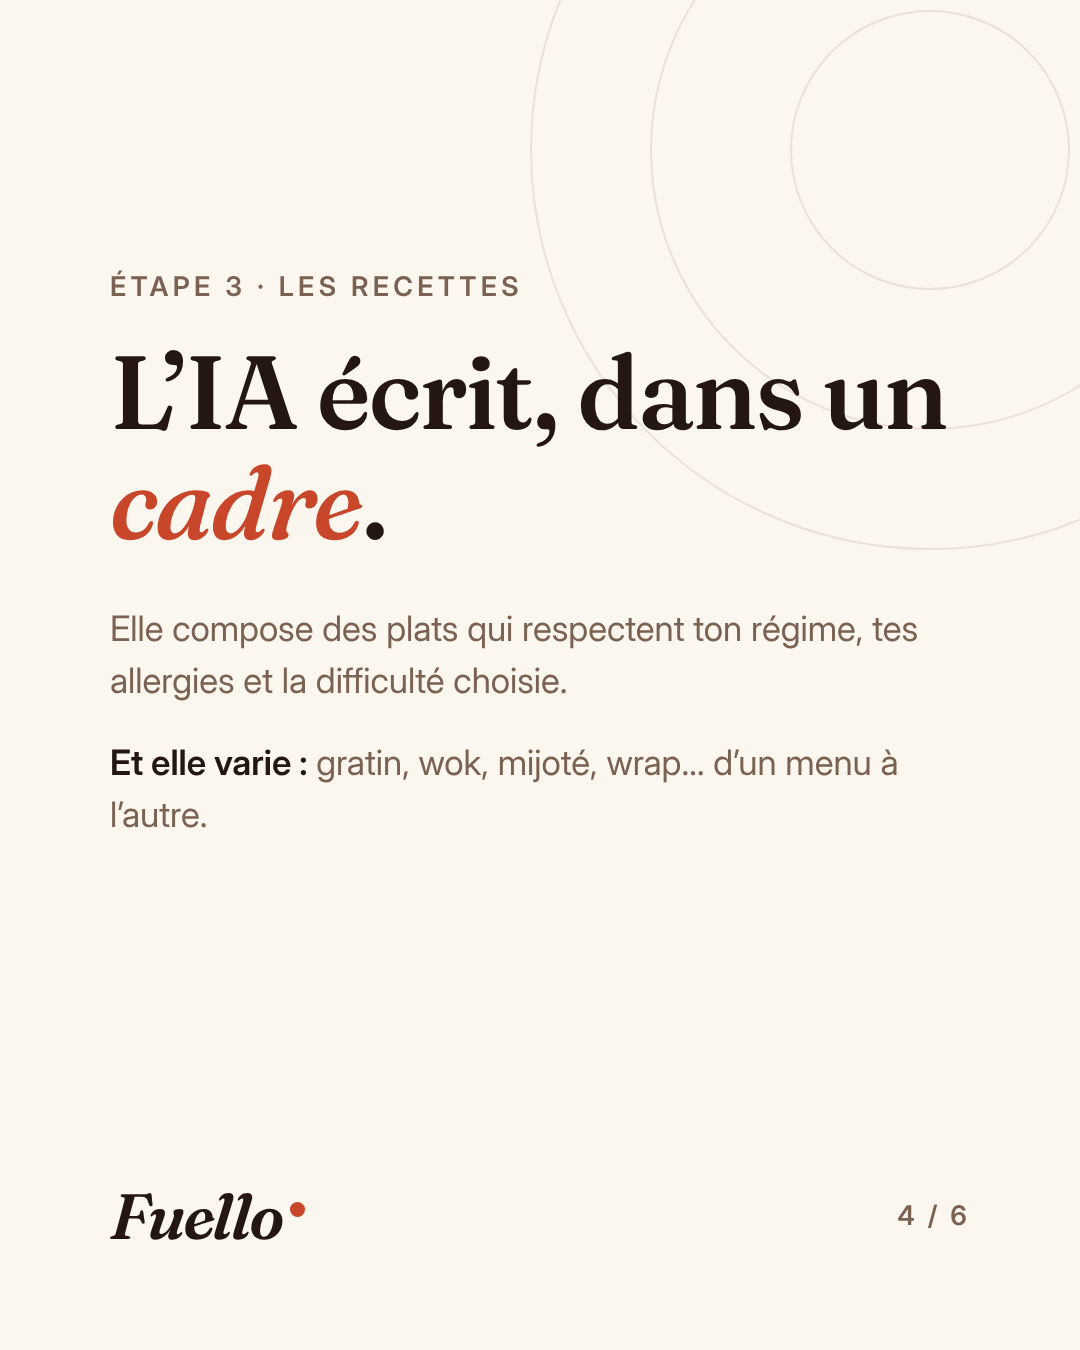 ÉTAPE 3 · LES RECETTES
L’IA écrit, dans un
cadre.
Elle compose des plats qui respectent ton régime, tes
allergies et la difficulté choisie.
Et elle varie : gratin, wok, mijoté, wrap… d’un menu à
l’autre.
Fuello
4 / 6